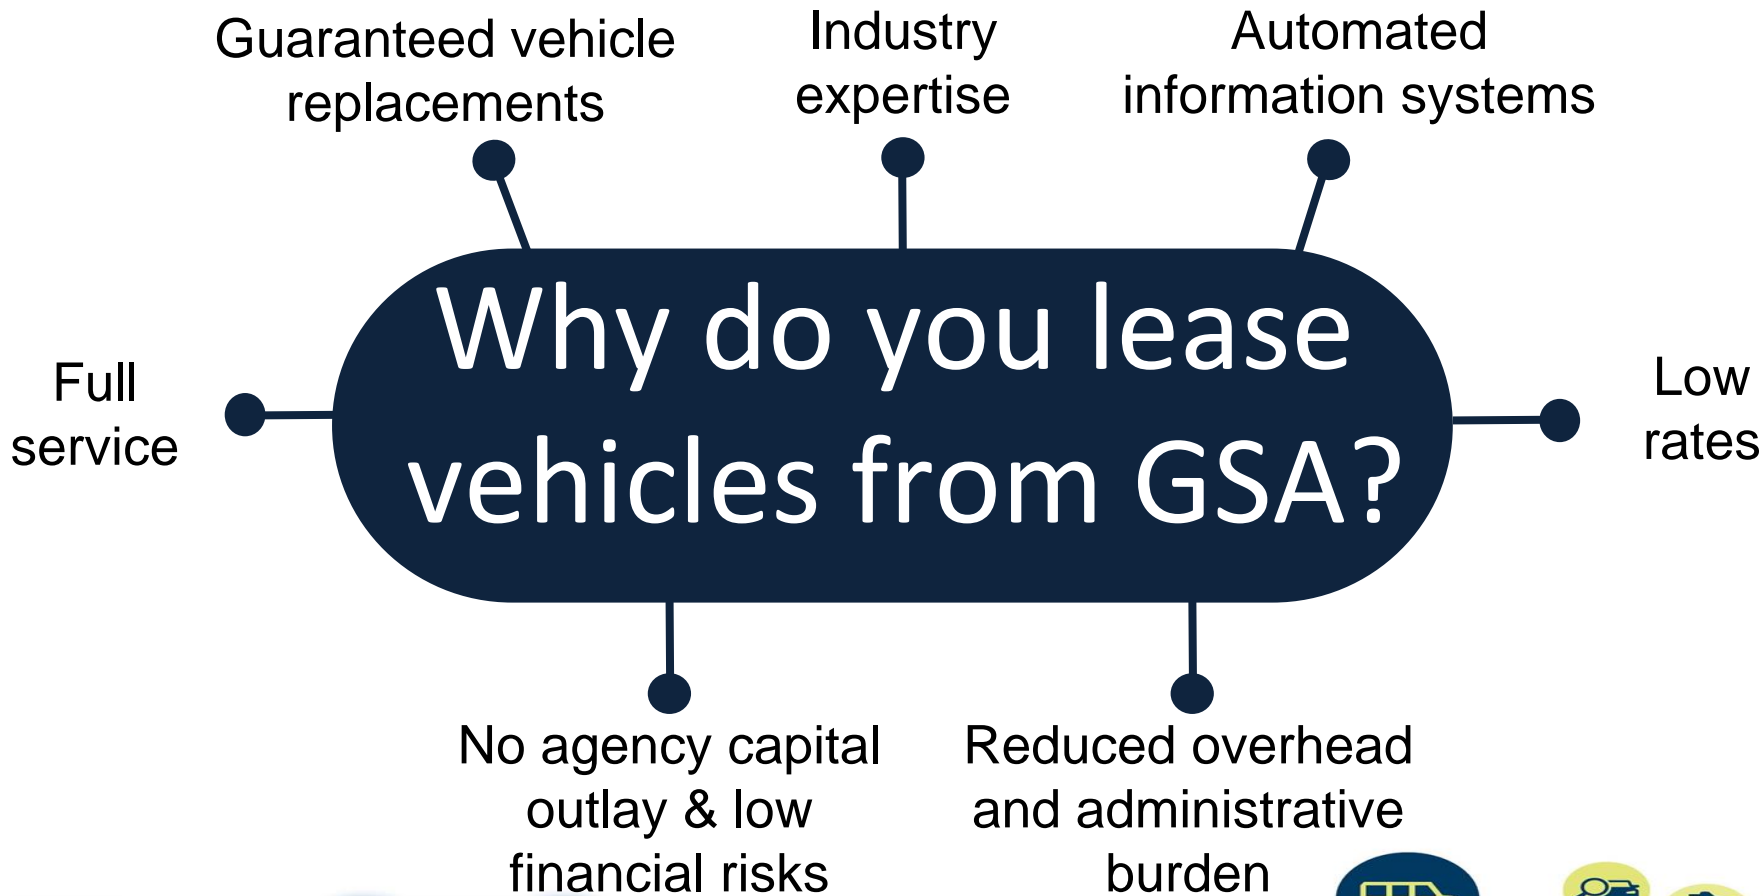 Guaranteed vehicle
replacements
Industry
expertise
Automated
information systems
Full
service
Why do you lease
vehicles from GSA?
Low
rates
No agency capital
outlay & low
financial risks
Reduced overhead
and administrative
burden